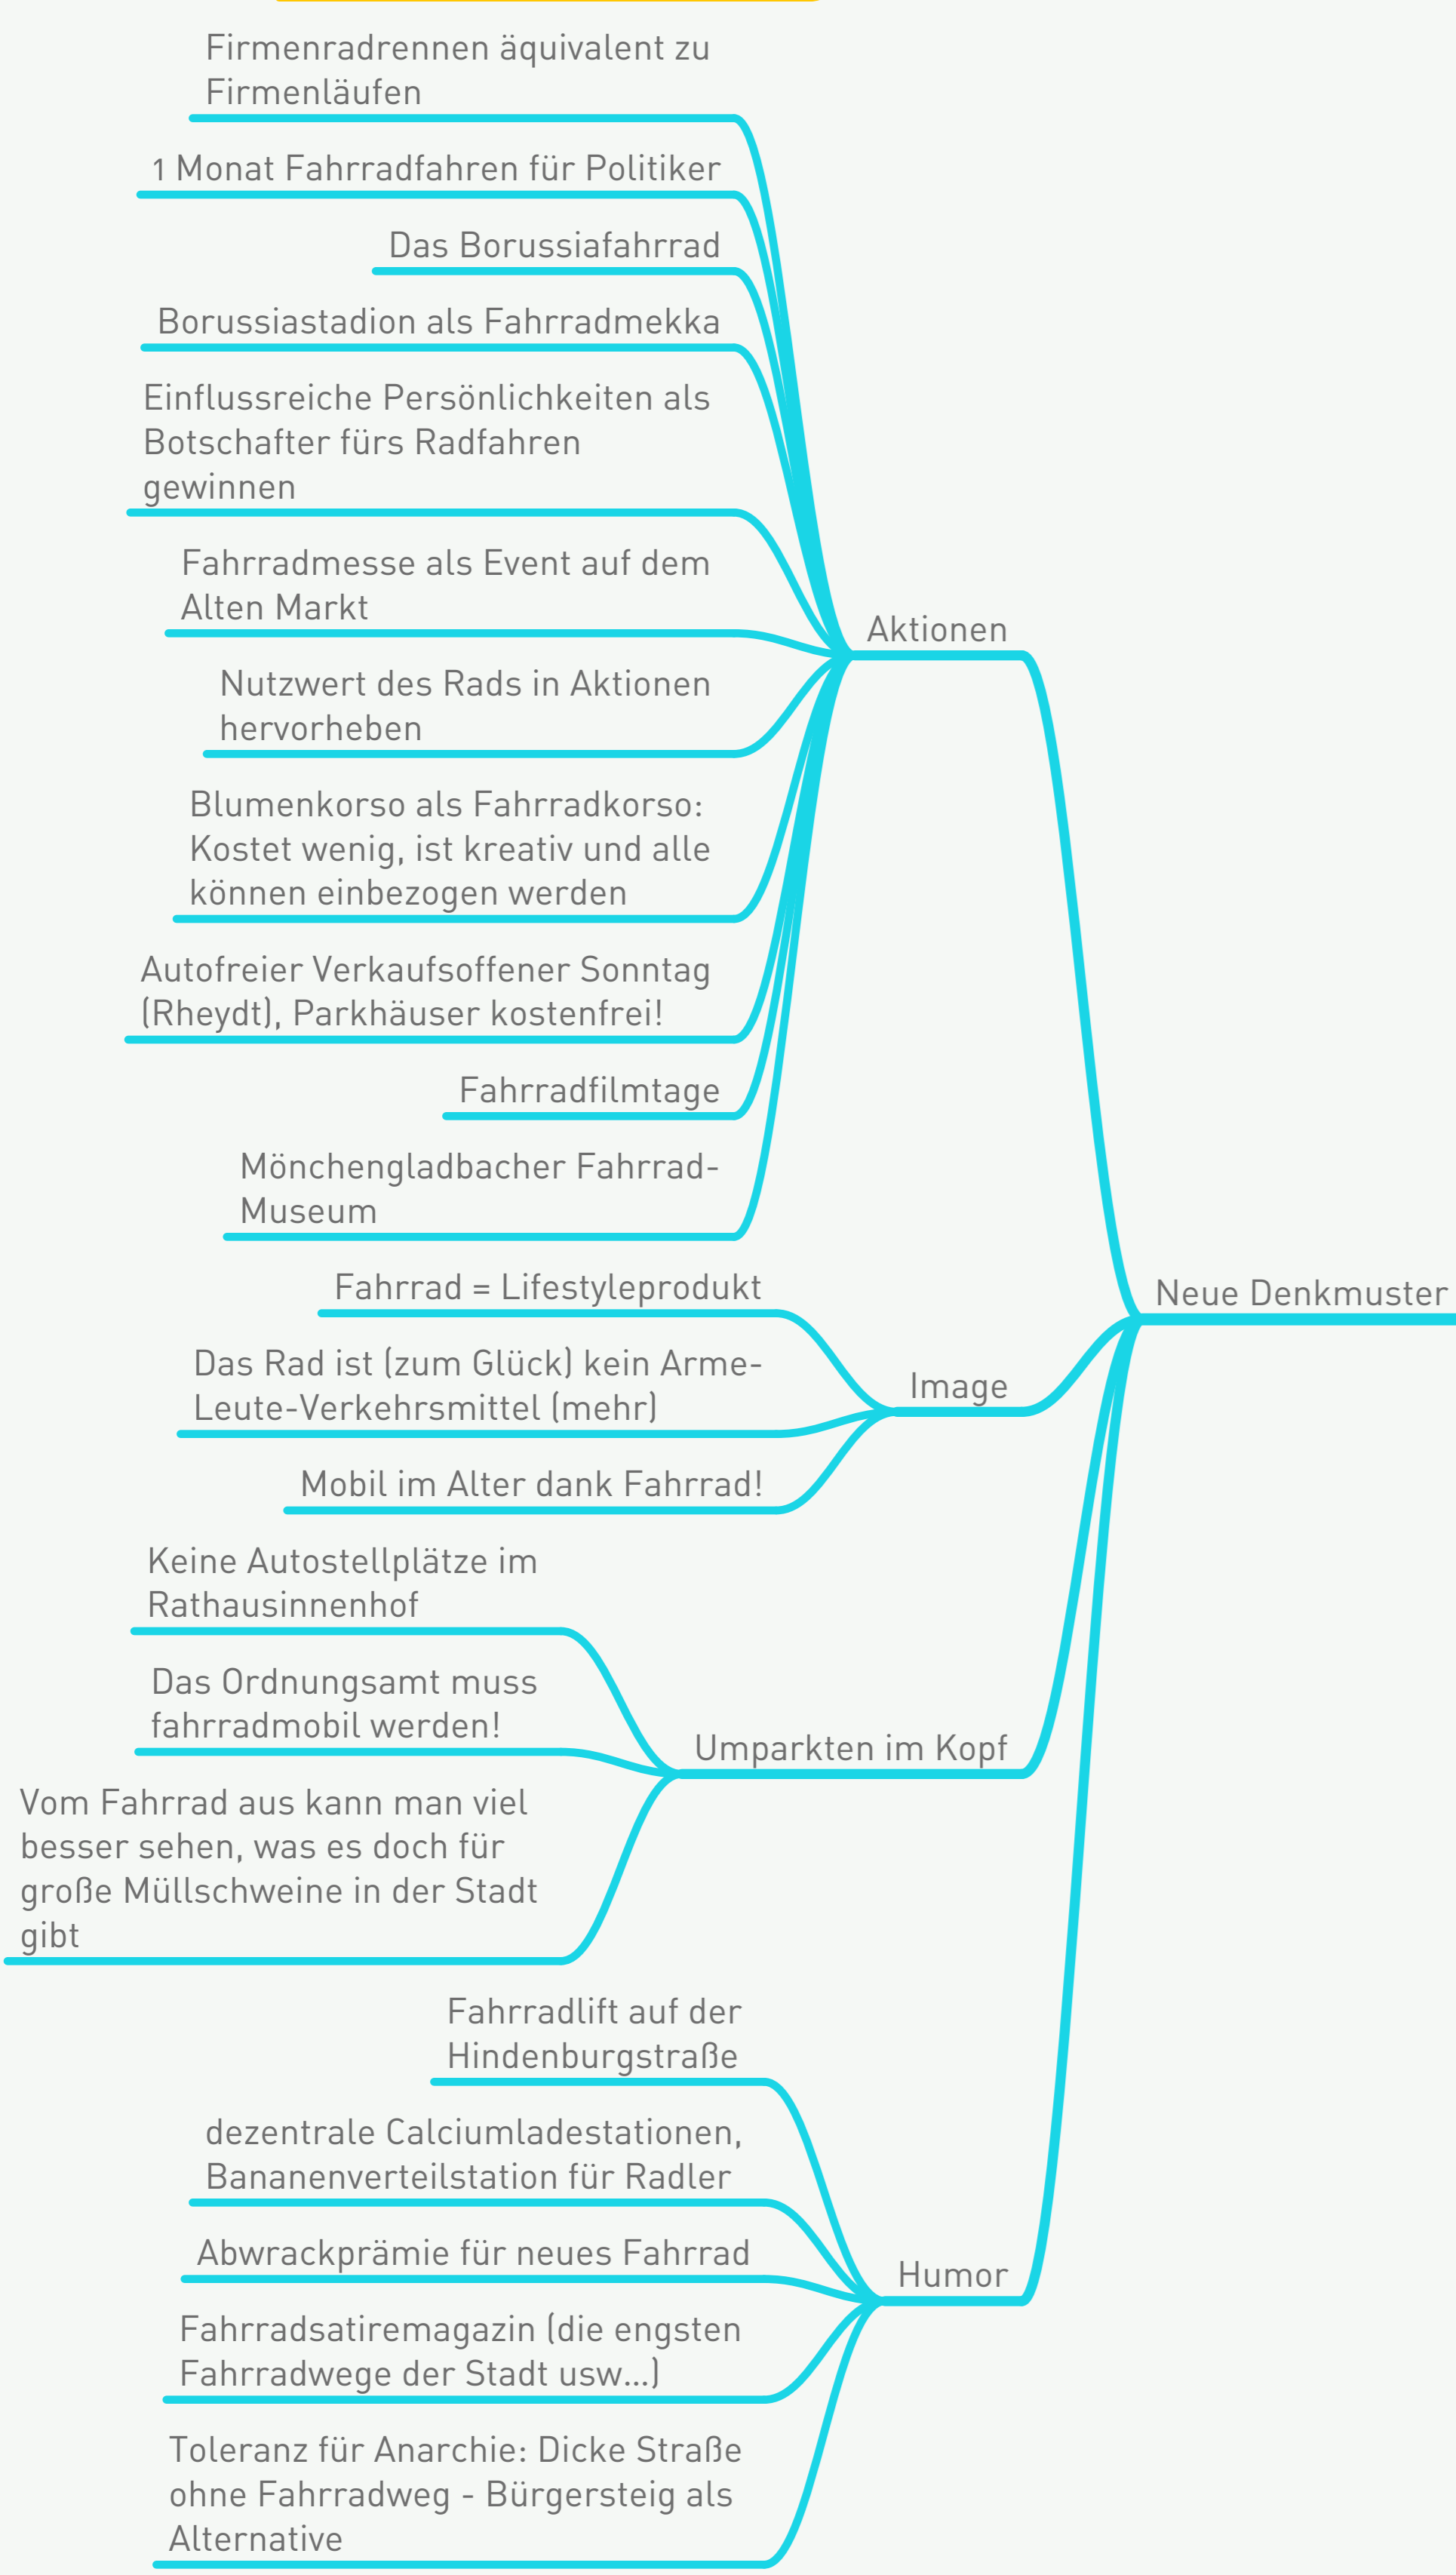 Firmenradrennen äquivalent zu
Firmenläufen
1 Monat Fahrradfahren für Politiker
Das Borussiafahrrad
Borussiastadion als Fahrradmekka
Einflussreiche Persönlichkeiten als
Botschafter fürs Radfahren
gewinnen
Fahrradmesse als Event auf dem
Alten Markt
Aktionen
Nutzwert des Rads in Aktionen
hervorheben
Blumenkorso als Fahrradkorso:
Kostet wenig, ist kreativ und alle
können einbezogen werden
Autofreier Verkaufsoffener Sonntag
(Rheydt), Parkhäuser kostenfrei!
Fahrradfilmtage
Mönchengladbacher Fahrrad-
Museum
Fahrrad = Lifestyleprodukt
Neue Denkmuster
Das Rad ist (zum Glück) kein Arme-
Leute-Verkehrsmittel (mehr)
Image
Mobil im Alter dank Fahrrad!
Keine Autostellplätze im
Rathausinnenhof
Das Ordnungsamt muss
fahrradmobil werden!
Umparkten im Kopf
Vom Fahrrad aus kann man viel
besser sehen, was es doch für
große Müllschweine in der Stadt
gibt
Fahrradlift auf der
Hindenburgstraße
dezentrale Calciumladestationen,
Bananenverteilstation für Radler
Abwrackprämie für neues Fahrrad
Humor
Fahrradsatiremagazin (die engsten
Fahrradwege der Stadt usw...)
Toleranz für Anarchie: Dicke Straße
ohne Fahrradweg - Bürgersteig als
Alternative